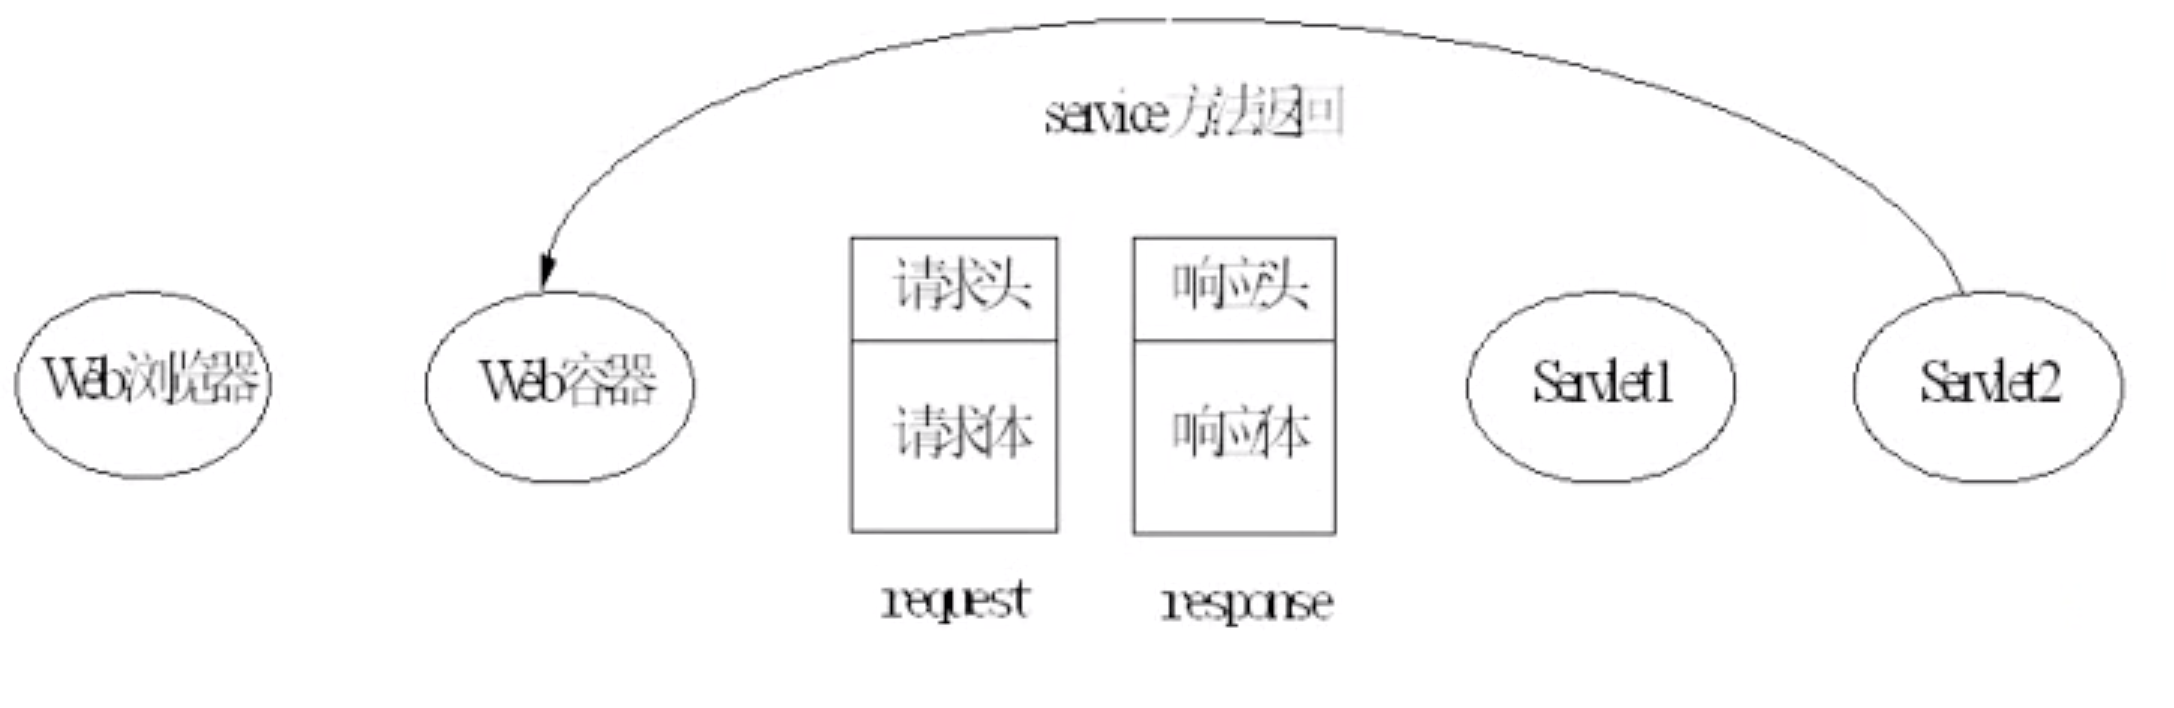 service方法返回
请求头
响应头
Web浏览器
Web容器
请求体
响应体
Servlet1
Servlet2
request
response